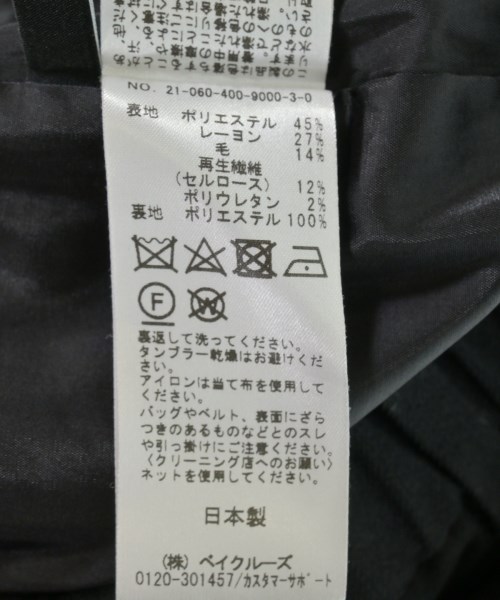 NO. 21-060-400-9000-3-0
表地 ポリエステル 45%
レーヨン 27%
毛 14%
再生繊維
(セルロース) 12%
ポリウレタン 2%
裏地 ポリエステル 100%
F
W
裏返して洗ってください。
タンブラー乾燥はお避けくだ
さい。
アイロンは当て布を使用して
ください。
バッグやベルト、表面にざら
つきのあるものなどとのスレ
や引っ掛けにご注意ください。
〈クリーニング店へのお願い〉
ネットを使用してください。
日本製
(株) ベイクルーズ
0120-301457/カスタマーサポート